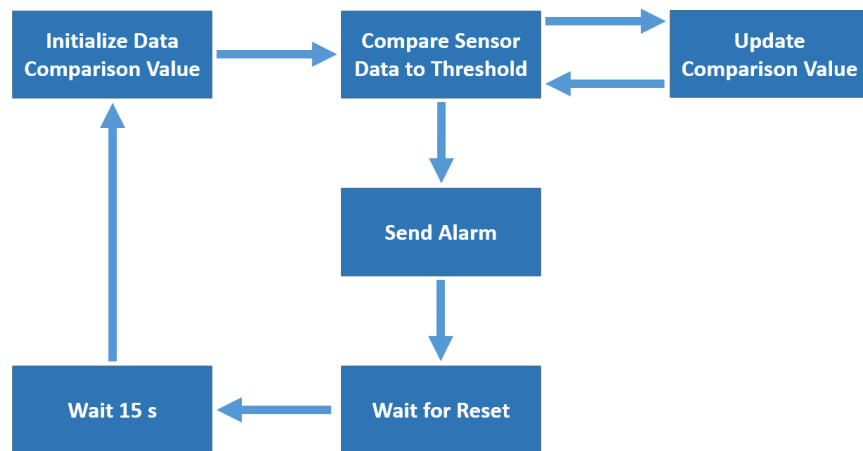 Initialize Data
Comparison Value
Compare Sensor
Data to Threshold
Update
Comparison Value
Send Alarm
Wait 15 s
Wait for Reset